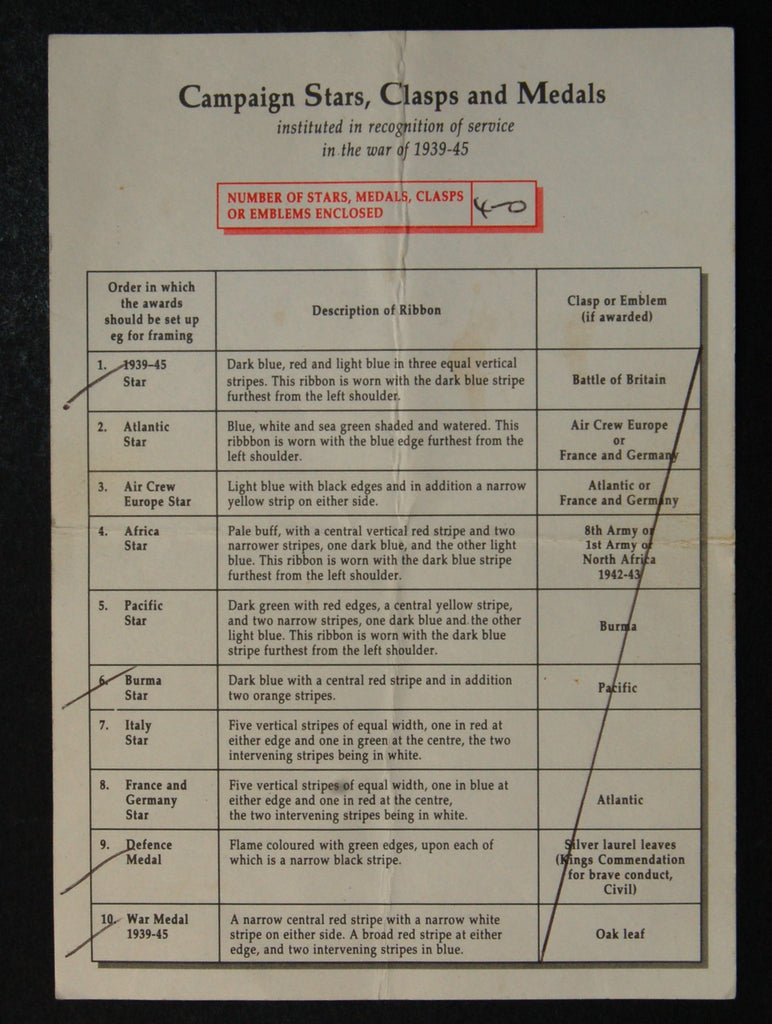 Campaign Stars, Clasps and Medals
instituted in recognition of service
in the war of 1939-45
NUMBER OF STARS, MEDALS, CLASPS
OR EMBLEMS ENCLOSED
4-0
Order in which
the awards
should be set up
eg for framing
Description of Ribbon
Clasp or Emblem
(if awarded)
1. 1939-45
Star
Dark blue, red and light blue in three equal vertical
stripes. This ribbon is worn with the dark blue stripe
furthest from the left shoulder.
Battle of Britain
2. Atlantic
Star
Blue, white and sea green shaded and watered. This
ribbbon is worn with the blue edge furthest from the
left shoulder.
Air Crew Europe
or
France and Germany
3. Air Crew
Europe Star
Light blue with black edges and in addition a narrow
yellow strip on either side.
Atlantic or
France and Germany
4. Africa
Star
Pale buff, with a central vertical red stripe and two
narrower stripes, one dark blue, and the other light
blue. This ribbon is worn with the dark blue stripe
furthest from the left shoulder.
8th Army or
1st Army or
North Africa
1942-43
5. Pacific
Star
Dark green with red edges, a central yellow stripe,
and two narrow stripes, one dark blue and the other
light blue. This ribbon is worn with the dark blue
stripe furthest from the left shoulder.
Burma
6. Burma
Star
Dark blue with a central red stripe and in addition
two orange stripes.
Pacific
7. Italy
Star
Five vertical stripes of equal width, one in red at
either edge and one in green at the centre, the two
intervening stripes being in white.
8. France and
Germany
Star
Five vertical stripes of equal width, one in blue at
either edge and one in red at the centre,
the two intervening stripes being in white.
Atlantic
9. Defence
Medal
Flame coloured with green edges, upon each of
which is a narrow black stripe.
Silver laurel leaves
(Kings Commendation
for brave conduct,
Civil)
10. War Medal
1939-45
A narrow central red stripe with a narrow white
stripe on either side. A broad red stripe at either
edge, and two intervening stripes in blue.
Oak leaf